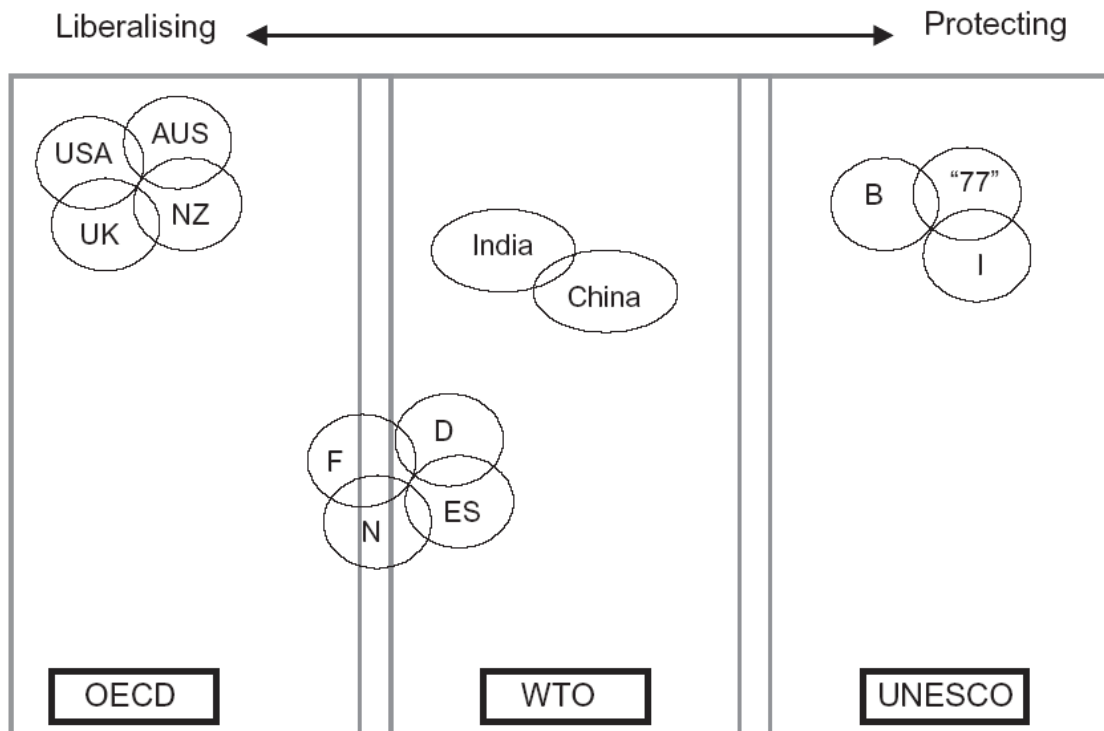 Liberalising
Protecting
USA
AUS
UK
NZ
India
China
B
“77”
I
F
D
N
ES
OECD
WTO
UNESCO